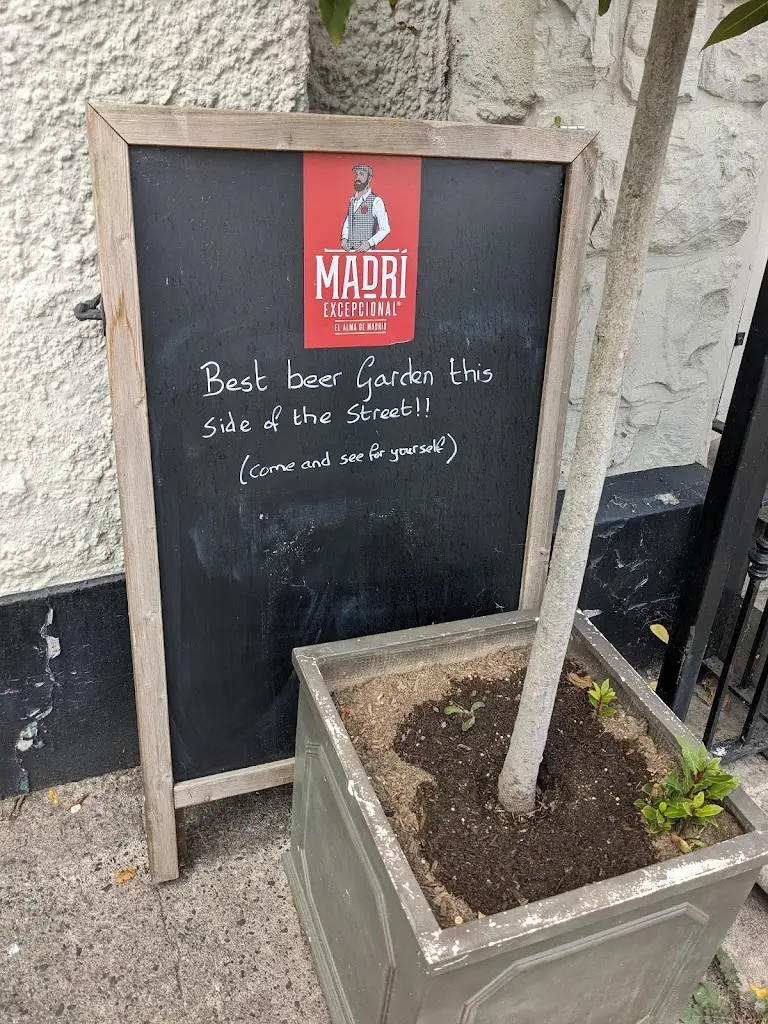 MADRÍ
EXCEPCIONAL®
EL ALMA DE MADRID
Best beer Garden this
side of the Street!!
(come and see for yourself)